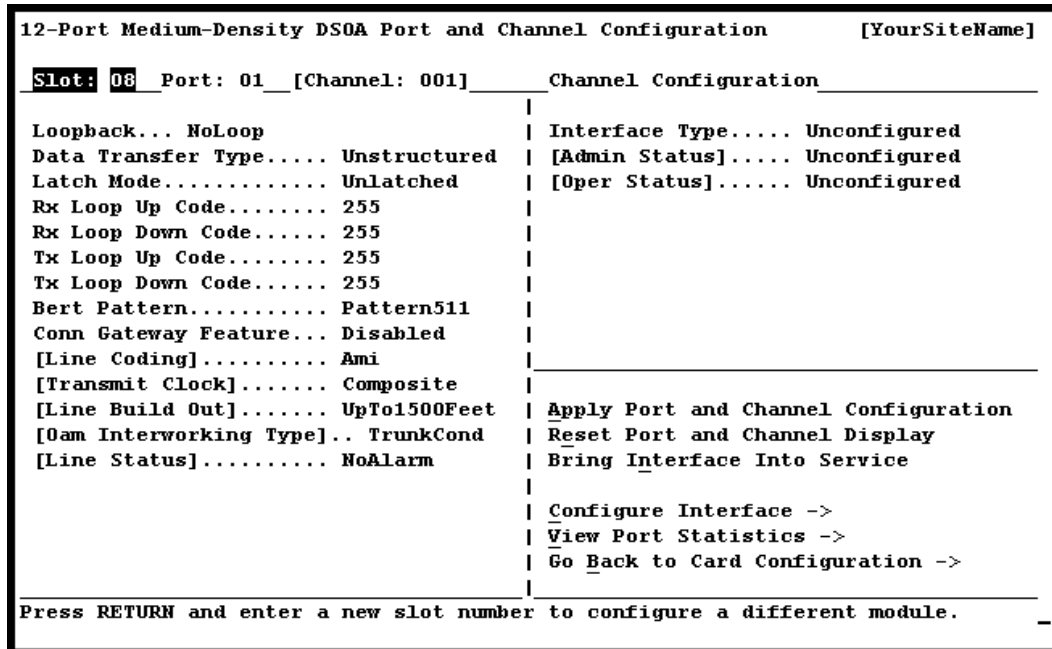 12-Port Medium-Density DS0A Port and Channel Configuration [YourSiteName]
Slot: 08 Port: 01 [Channel: 001] Channel Configuration
Loopback... NoLoop
Data Transfer Type..... Unstructured
Latch Mode............. Unlatched
Rx Loop Up Code........ 255
Rx Loop Down Code...... 255
Tx Loop Up Code........ 255
Tx Loop Down Code...... 255
Bert Pattern........... Pattern511
Conn Gateway Feature... Disabled
[Line Coding].......... Ami
[Transmit Clock]....... Composite
[Line Build Out]....... UpTo1500Feet
[Oam Interworking Type].. TrunkCond
[Line Status].......... NoAlarm
Interface Type..... Unconfigured
[Admin Status]..... Unconfigured
[Oper Status]...... Unconfigured
Apply Port and Channel Configuration
Reset Port and Channel Display
Bring Interface Into Service
Configure Interface ->
View Port Statistics ->
Go Back to Card Configuration ->
Press RETURN and enter a new slot number to configure a different module.